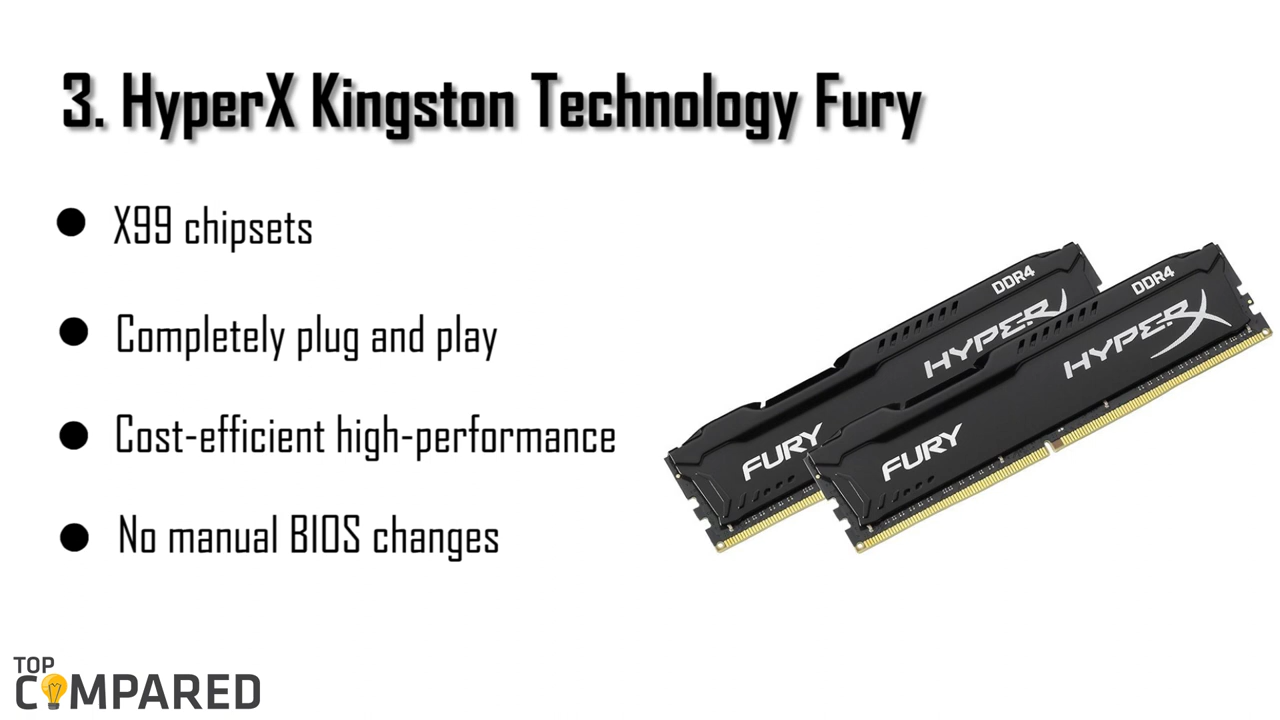 3. HyperX Kingston Technology Fury
X99 chipsets
Completely plug and play
Cost-efficient high-performance
No manual BIOS changes
DDR4
HYPERX
FURY
DDR4
HYPERX
FURY
TOP
COMPARED